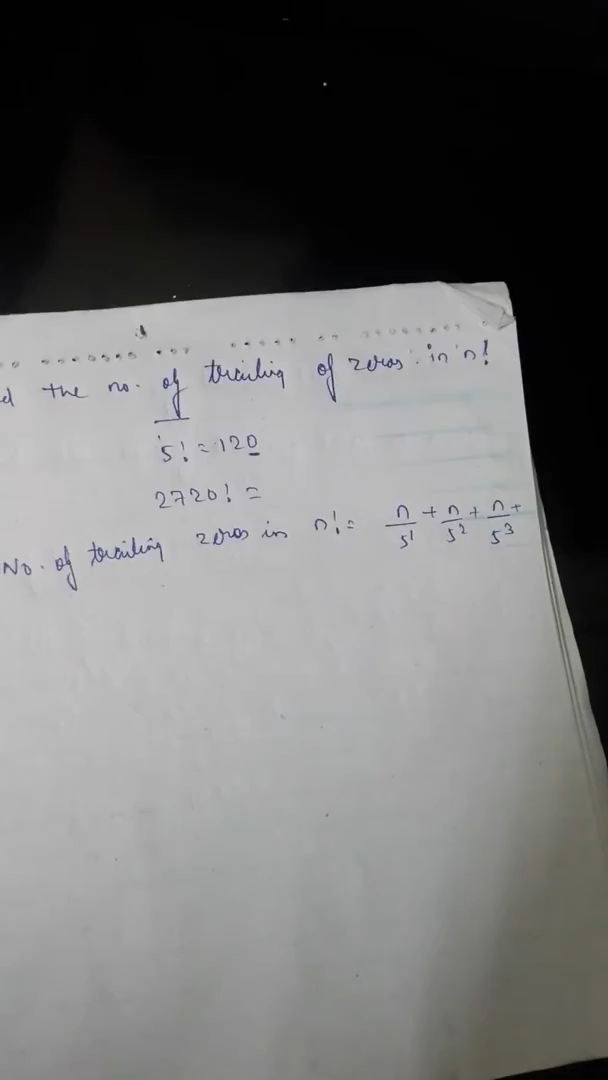 the no. of trailing of zeros in n!
5! = 120
2720! =
No. of trailing zeros in n! = n/5¹ + n/5² + n/5³ +